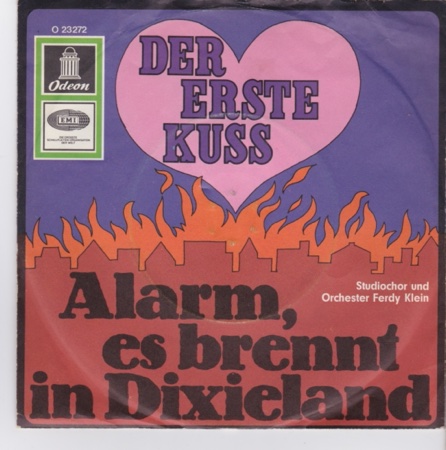 O 23272
Odeon
EMI
DER
ERSTE
KUSS
Studiochor und
Orchester Ferdy Klein
Alarm,
es brennt
in Dixieland